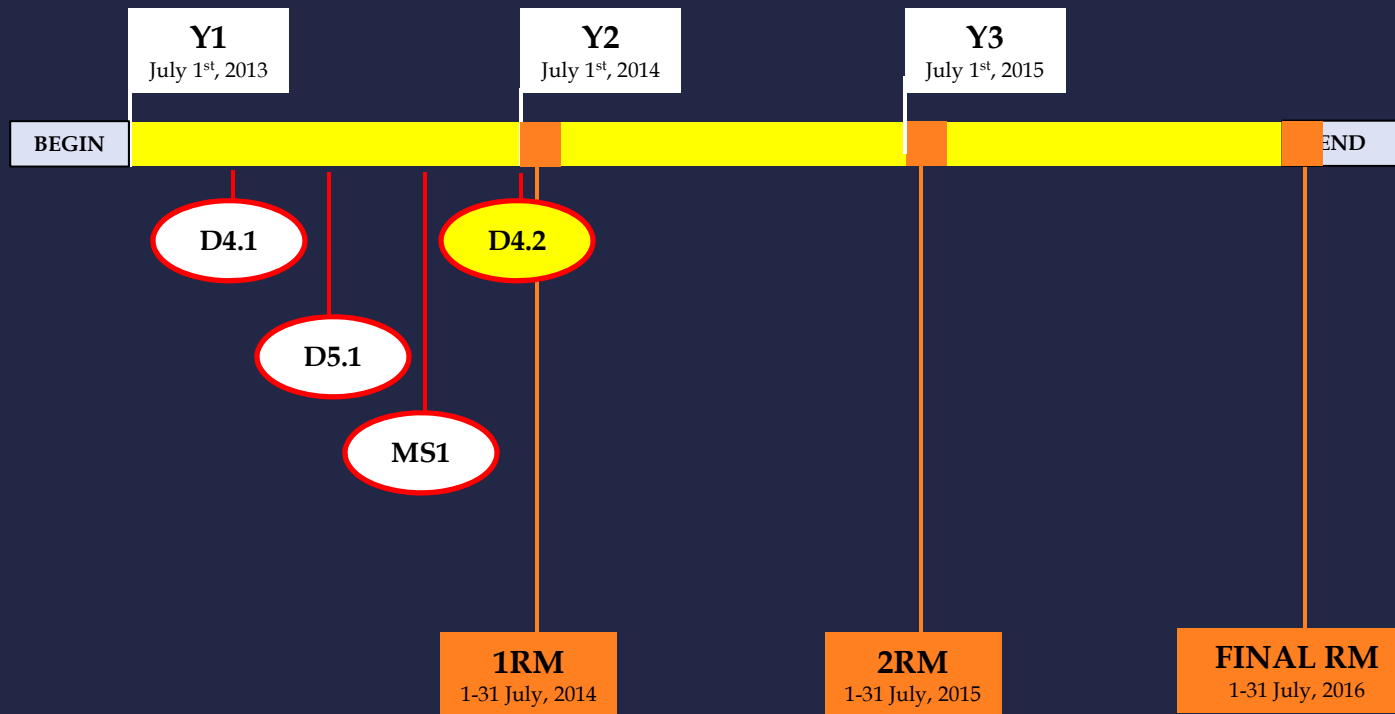 Y1
July 1st, 2013
Y2
July 1st, 2014
Y3
July 1st, 2015
BEGIN
END
D4.1
D4.2
D5.1
MS1
1RM
1-31 July, 2014
2RM
1-31 July, 2015
FINAL RM
1-31 July, 2016